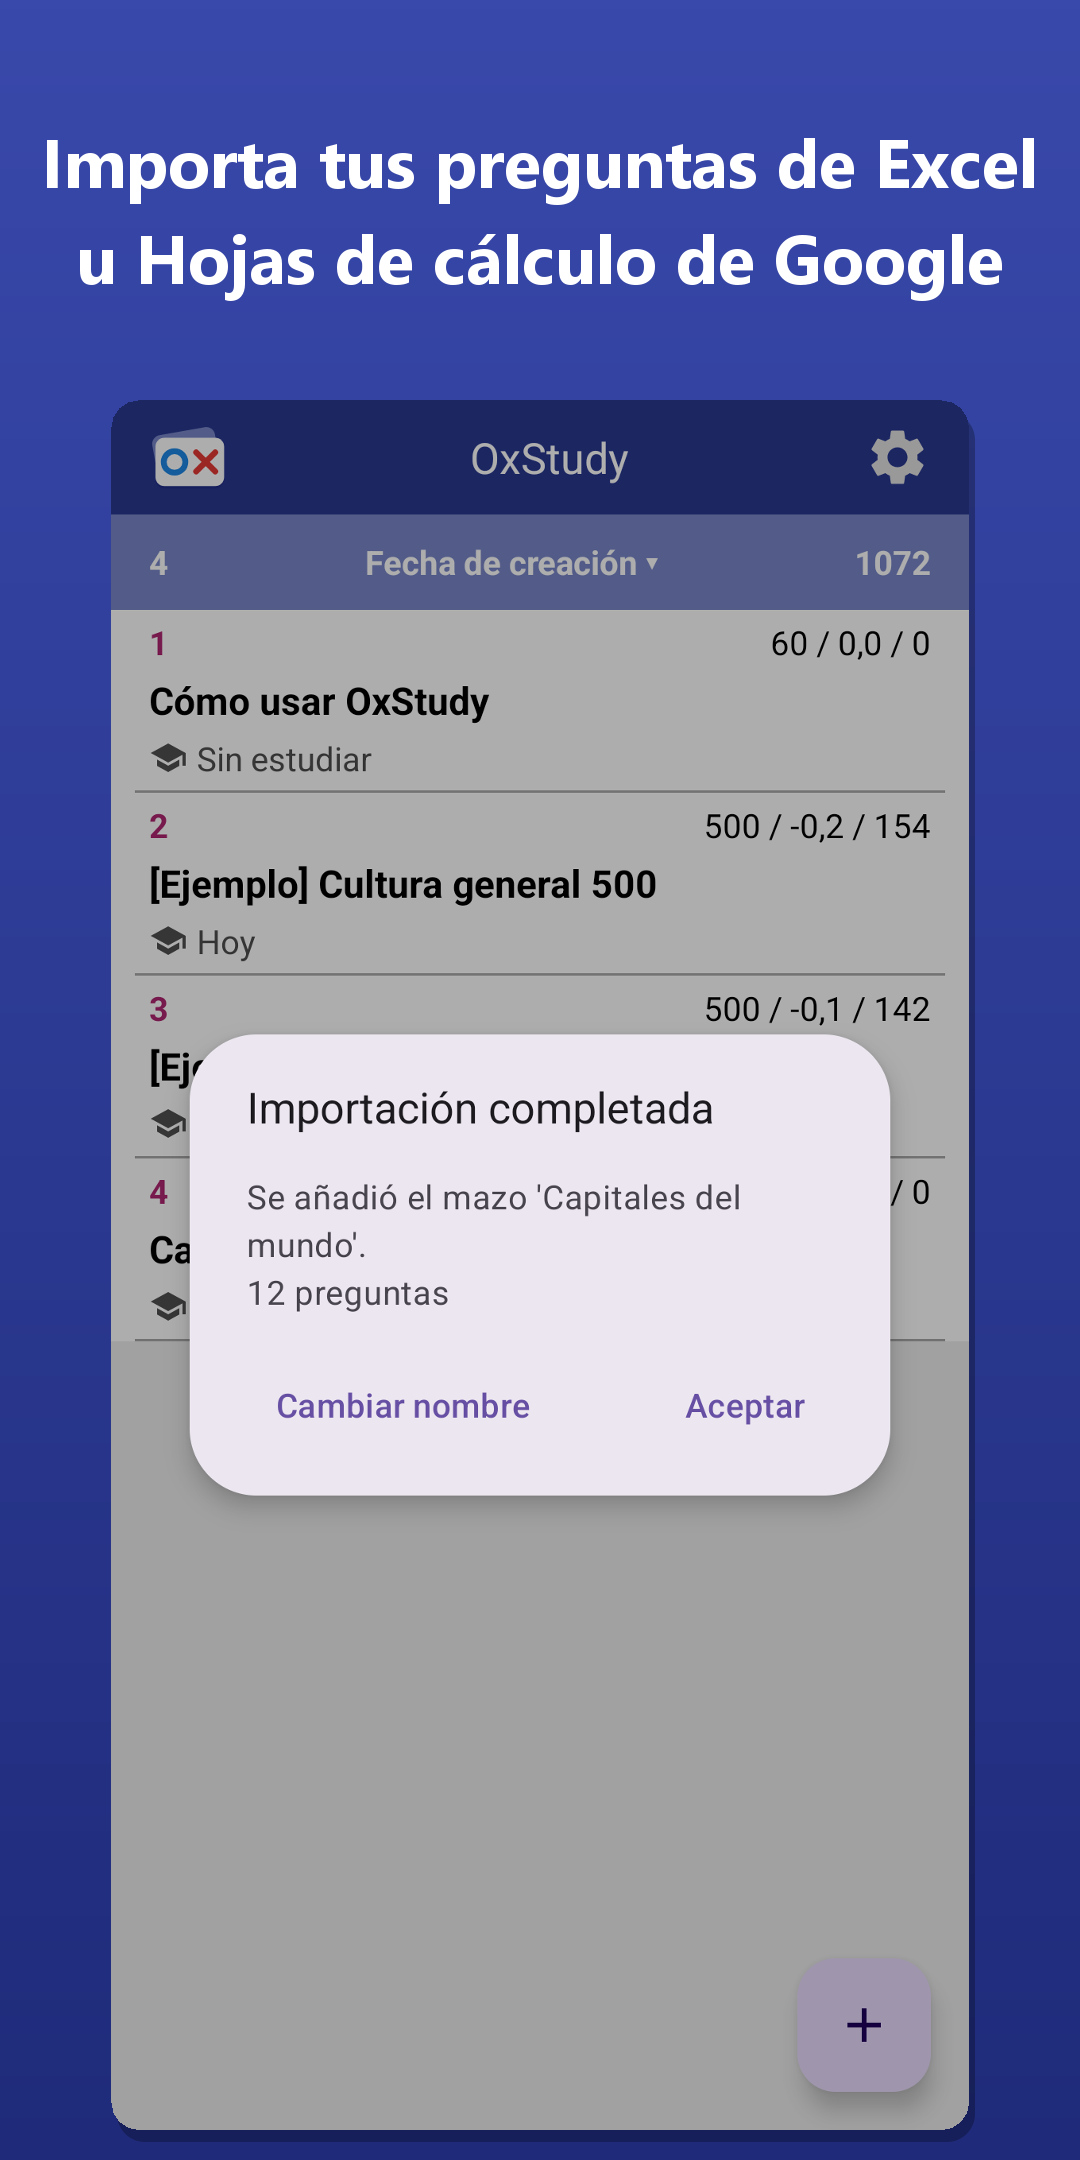 Importa tus preguntas de Excel
u Hojas de cálculo de Google
OX
OxStudy
4 Fecha de creación ▾ 1072
1 60 / 0,0 / 0
Cómo usar OxStudy
Sin estudiar
2 500 / -0,2 / 154
[Ejemplo] Cultura general 500
Hoy
3 500 / -0,1 / 142
Importación completada
Se añadió el mazo 'Capitales del
mundo'.
12 preguntas
4 / 0
Cambiar nombre Aceptar
+